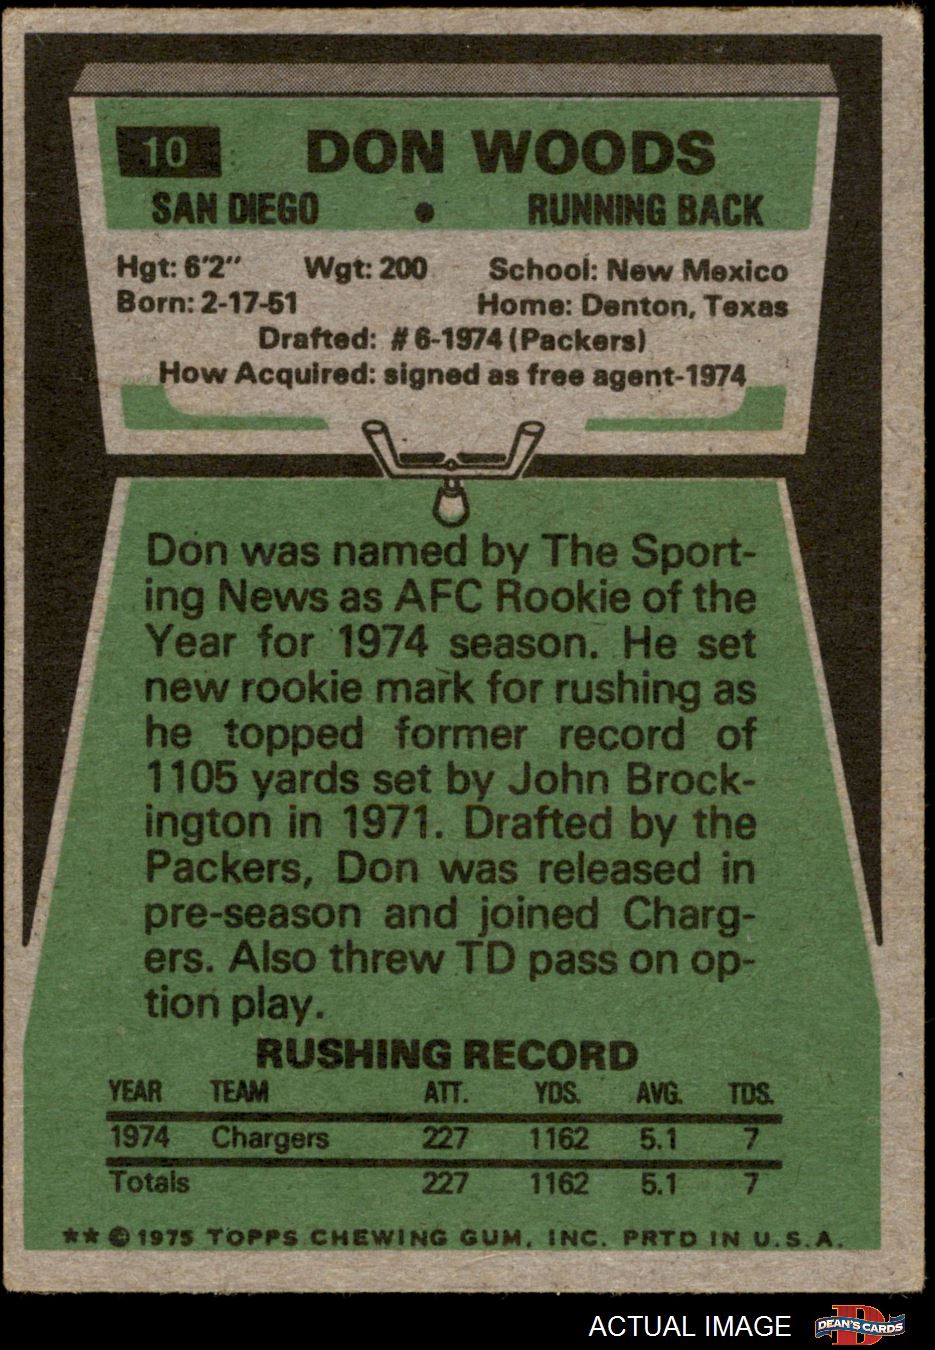 10 DON WOODS
SAN DIEGO • RUNNING BACK
Hgt: 6'2" Wgt: 200 School: New Mexico
Born: 2-17-51 Home: Denton, Texas
Drafted: #6-1974 (Packers)
How Acquired: signed as free agent-1974
Don was named by The Sport-
ing News as AFC Rookie of the
Year for 1974 season. He set
new rookie mark for rushing as
he topped former record of
1105 yards set by John Brock-
ington in 1971. Drafted by the
Packers, Don was released in
pre-season and joined Charg-
ers. Also threw TD pass on op-
tion play.
RUSHING RECORD
YEAR TEAM ATT. YDS. AVG. TDS.
1974 Chargers 227 1162 5.1 7
Totals 227 1162 5.1 7
** © 1975 TOPPS CHEWING GUM, INC. PRTD IN U.S.A.
ACTUAL IMAGE D DEAN'S CARDS